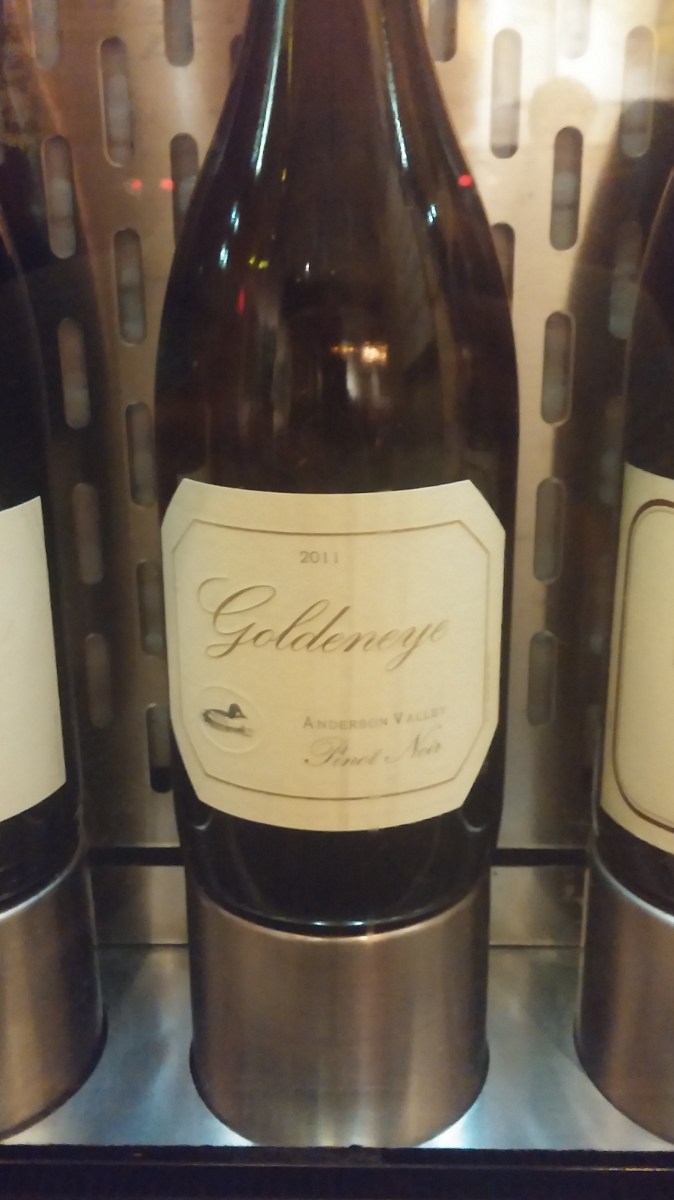 2011
Goldeneye
ANDERSON VALLEY
Pinot Noir